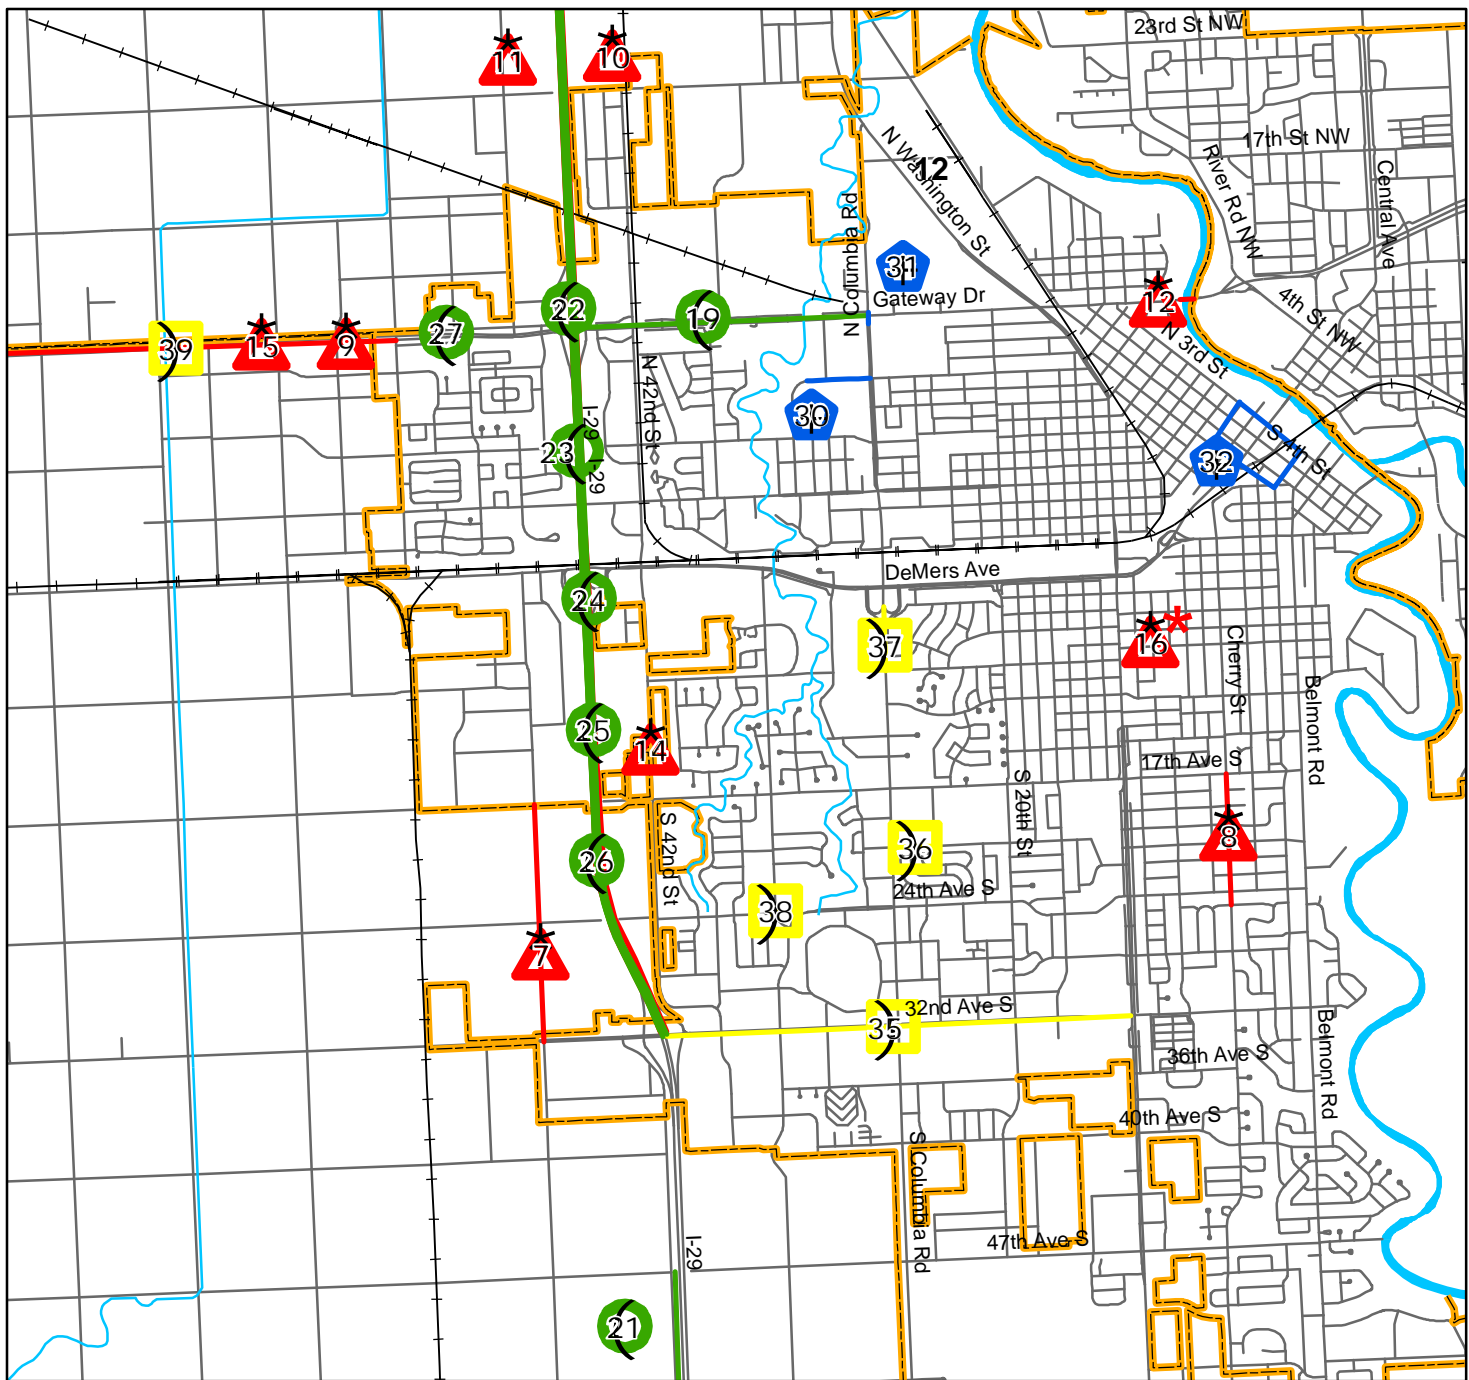 23rd St NW
11
10
17th St NW
N Washington St
12
River Rd NW
Central Ave
N Columbia Rd
31
Gateway Dr
12
4th St NW
22
19
27
39
15
9
N 3rd St
N 42nd St
I-29
30
23
I-29
S 4th St
32
DeMers Ave
24
37
16*
Cherry St
Belmont Rd
25
14
17th Ave S
S 20th St
S 42nd St
8
36
26
24th Ave S
38
7
32nd Ave S
35
36th Ave S
Belmont Rd
40th Ave S
S Columbia Rd
47th Ave S
I-29
21